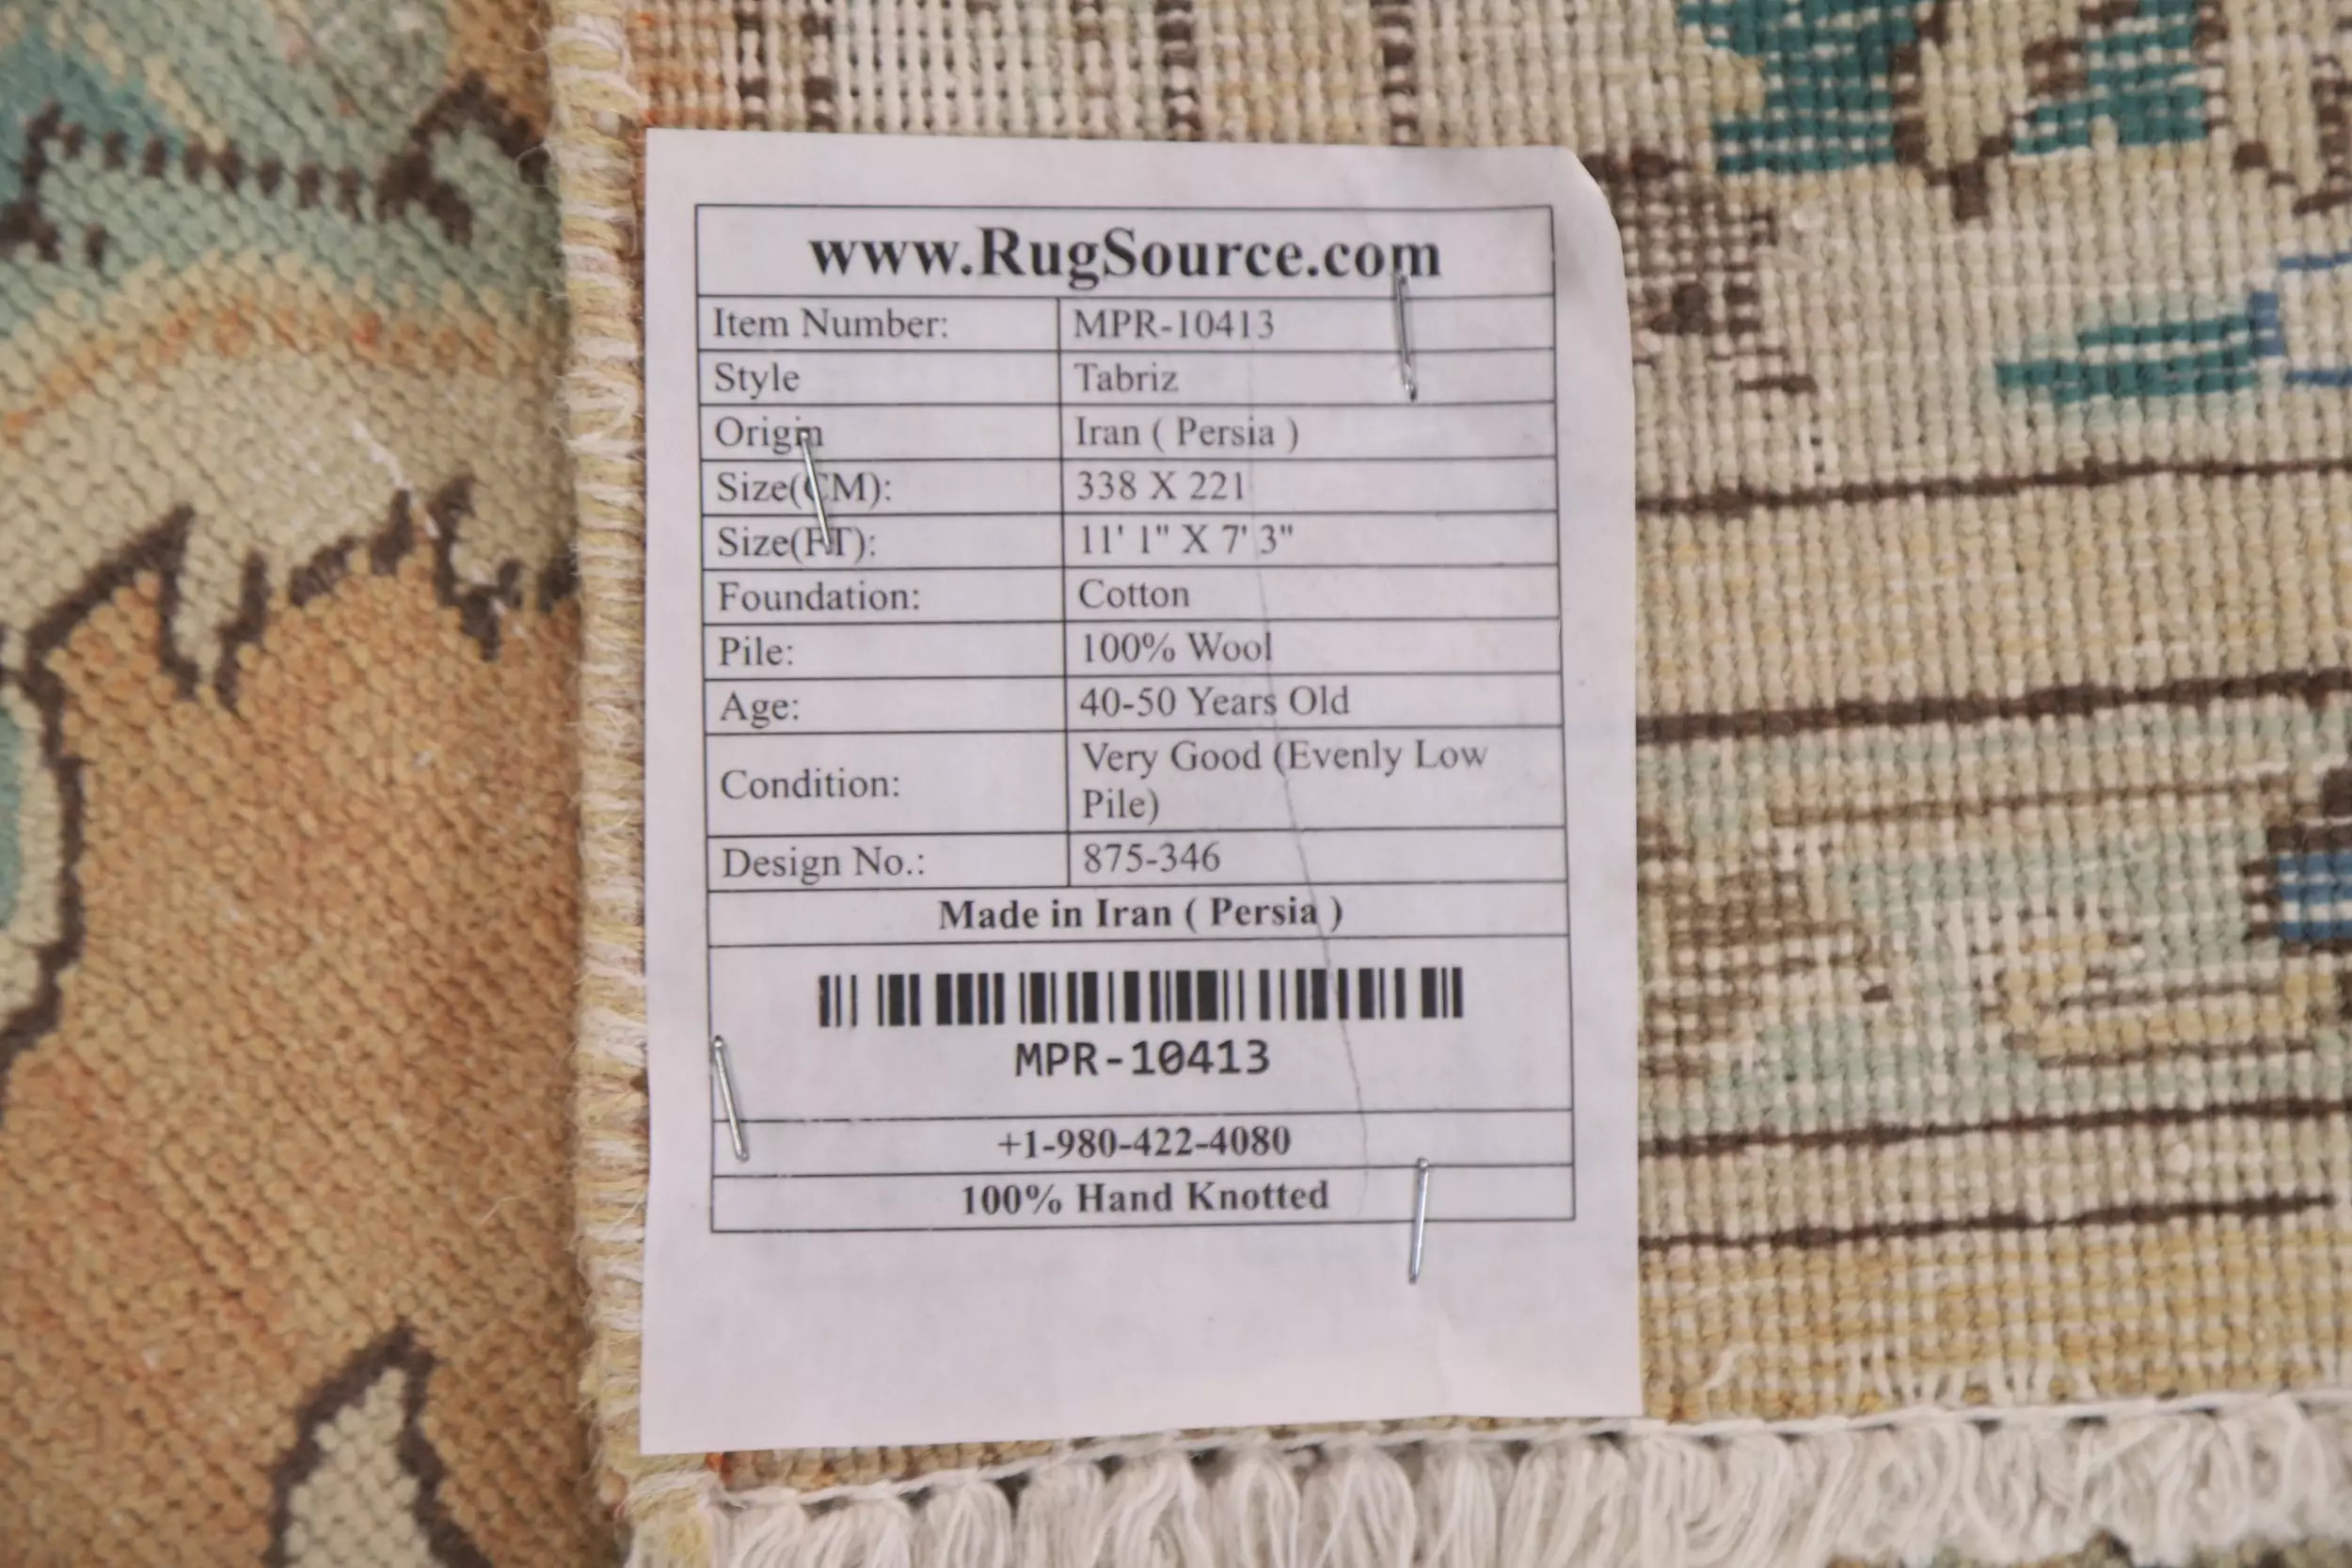 www.RugSource.com
Item Number: MPR-10413
Style Tabriz
Origin Iran ( Persia )
Size(CM): 338 X 221
Size(FT): 11' 1" X 7' 3"
Foundation: Cotton
Pile: 100% Wool
Age: 40-50 Years Old
Condition: Very Good (Evenly Low
Pile)
Design No.: 875-346
Made in Iran ( Persia )
MPR-10413
+1-980-422-4080
100% Hand Knotted